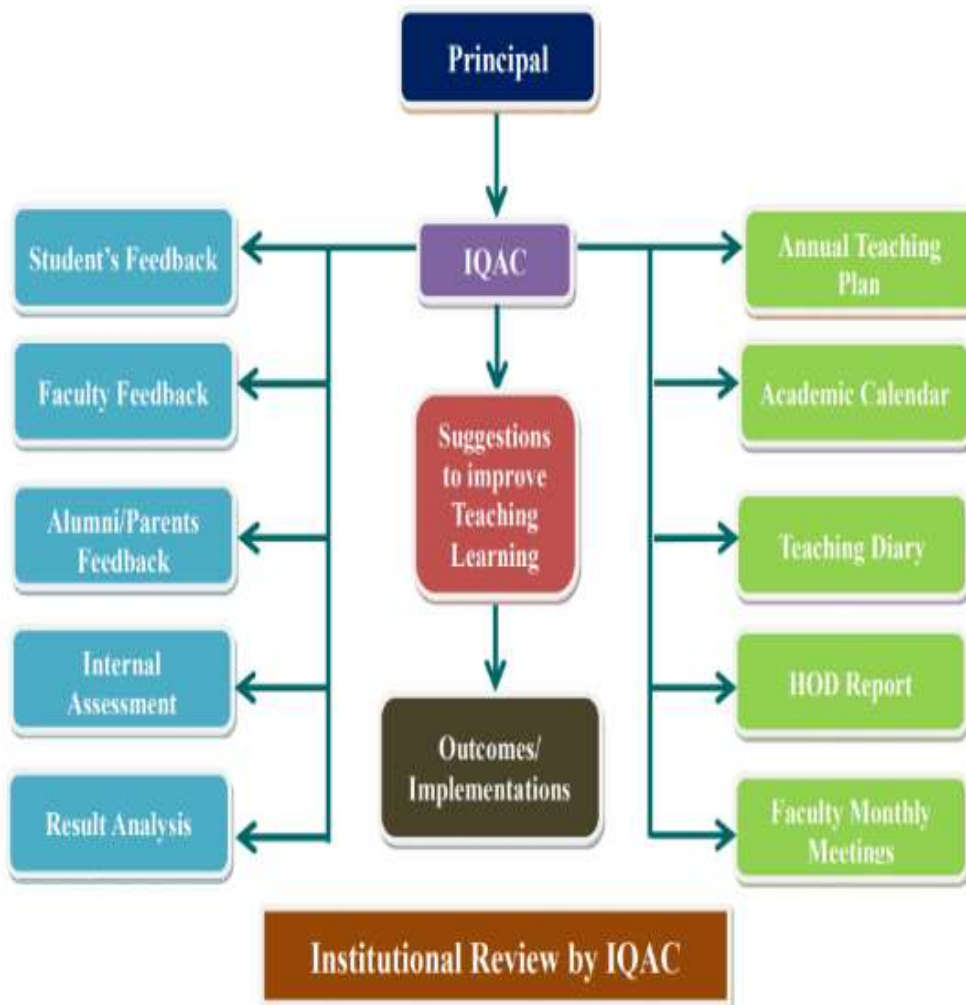 Principal
IQAC
Student's Feedback
Faculty Feedback
Alumni/Parents
Feedback
Internal
Assessment
Result Analysis
Suggestions
to improve
Teaching
Learning
Outcomes/
Implementations
Annual Teaching
Plan
Academic Calendar
Teaching Diary
HOD Report
Faculty Monthly
Meetings
Institutional Review by IQAC